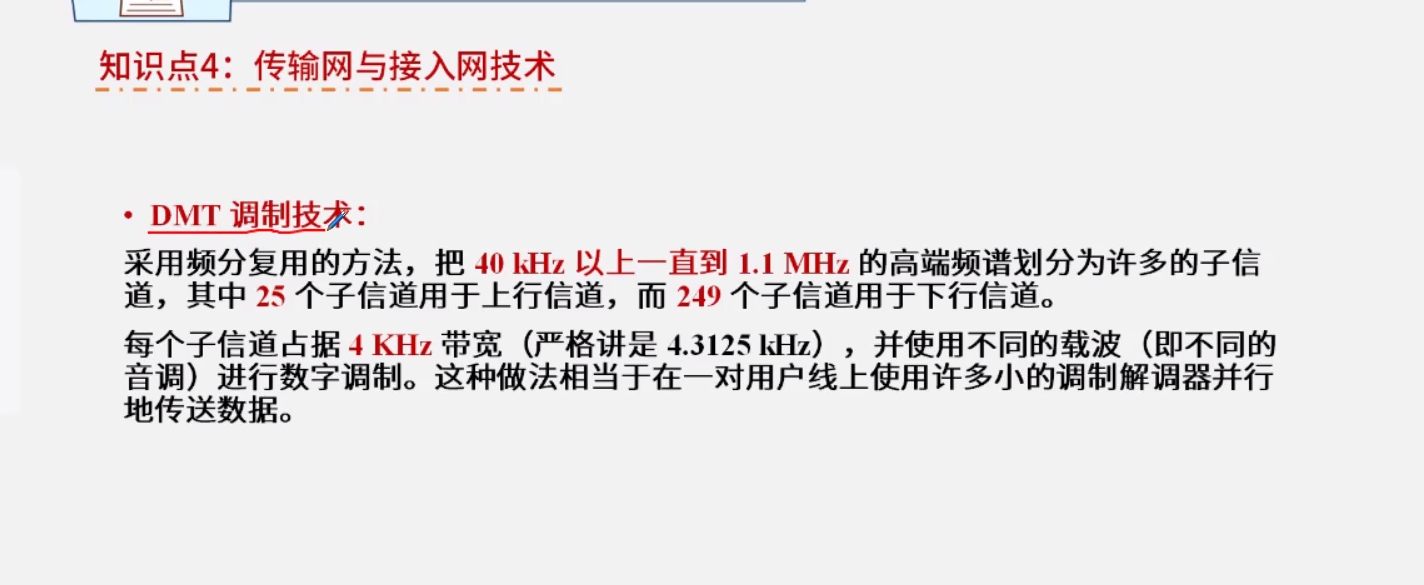 知识点4：传输网与接入网技术
• DMT 调制技术：
采用频分复用的方法，把 40 kHz 以上一直到 1.1 MHz 的高端频谱划分为许多的子信
道，其中 25 个子信道用于上行信道，而 249 个子信道用于下行信道。
每个子信道占据 4 KHz 带宽（严格讲是 4.3125 kHz），并使用不同的载波（即不同的
音调）进行数字调制。这种做法相当于在一对用户线上使用许多小的调制解调器并行
地传送数据。